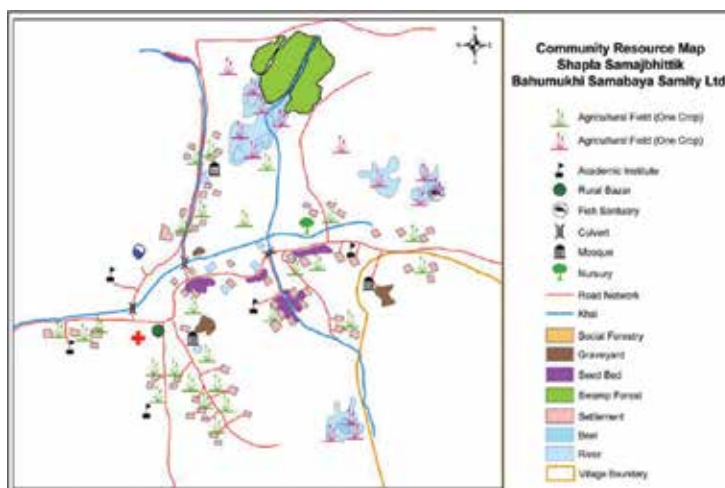 Community Resource Map
Shapla Samajbhittik
Bahumukhi Samabaya Samity Ltd
Agricultural Field (One Crop)
Agricultural Field (One Crop)
Academic Institute
Rural Bazar
Fish Santuatry
Culvert
Mosque
Nursury
Road Network
Khal
Social Forestry
Graveyard
Seed Bed
Swamp Forest
Settlement
Beel
River
Village Boundary